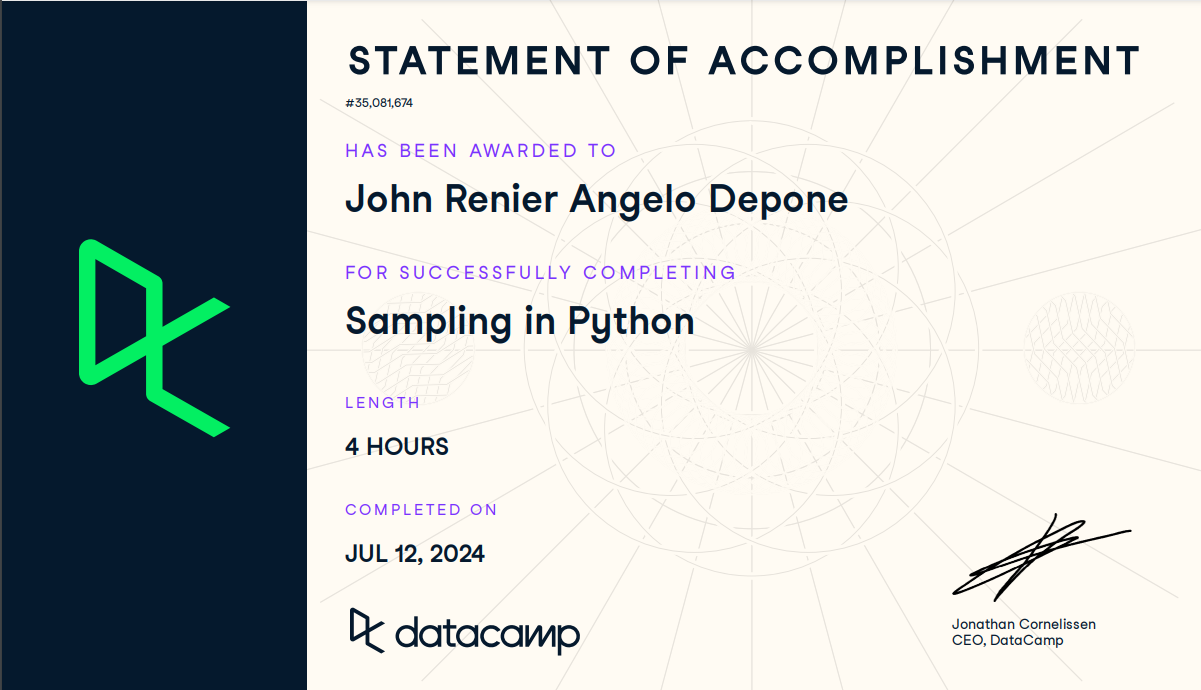 STATEMENT OF ACCOMPLISHMENT
#35,081,674
HAS BEEN AWARDED TO
John Renier Angelo Depone
FOR SUCCESSFULLY COMPLETING
Sampling in Python
LENGTH
4 HOURS
COMPLETED ON
JUL 12, 2024
datacamp
Jonathan Cornelissen
CEO, DataCamp